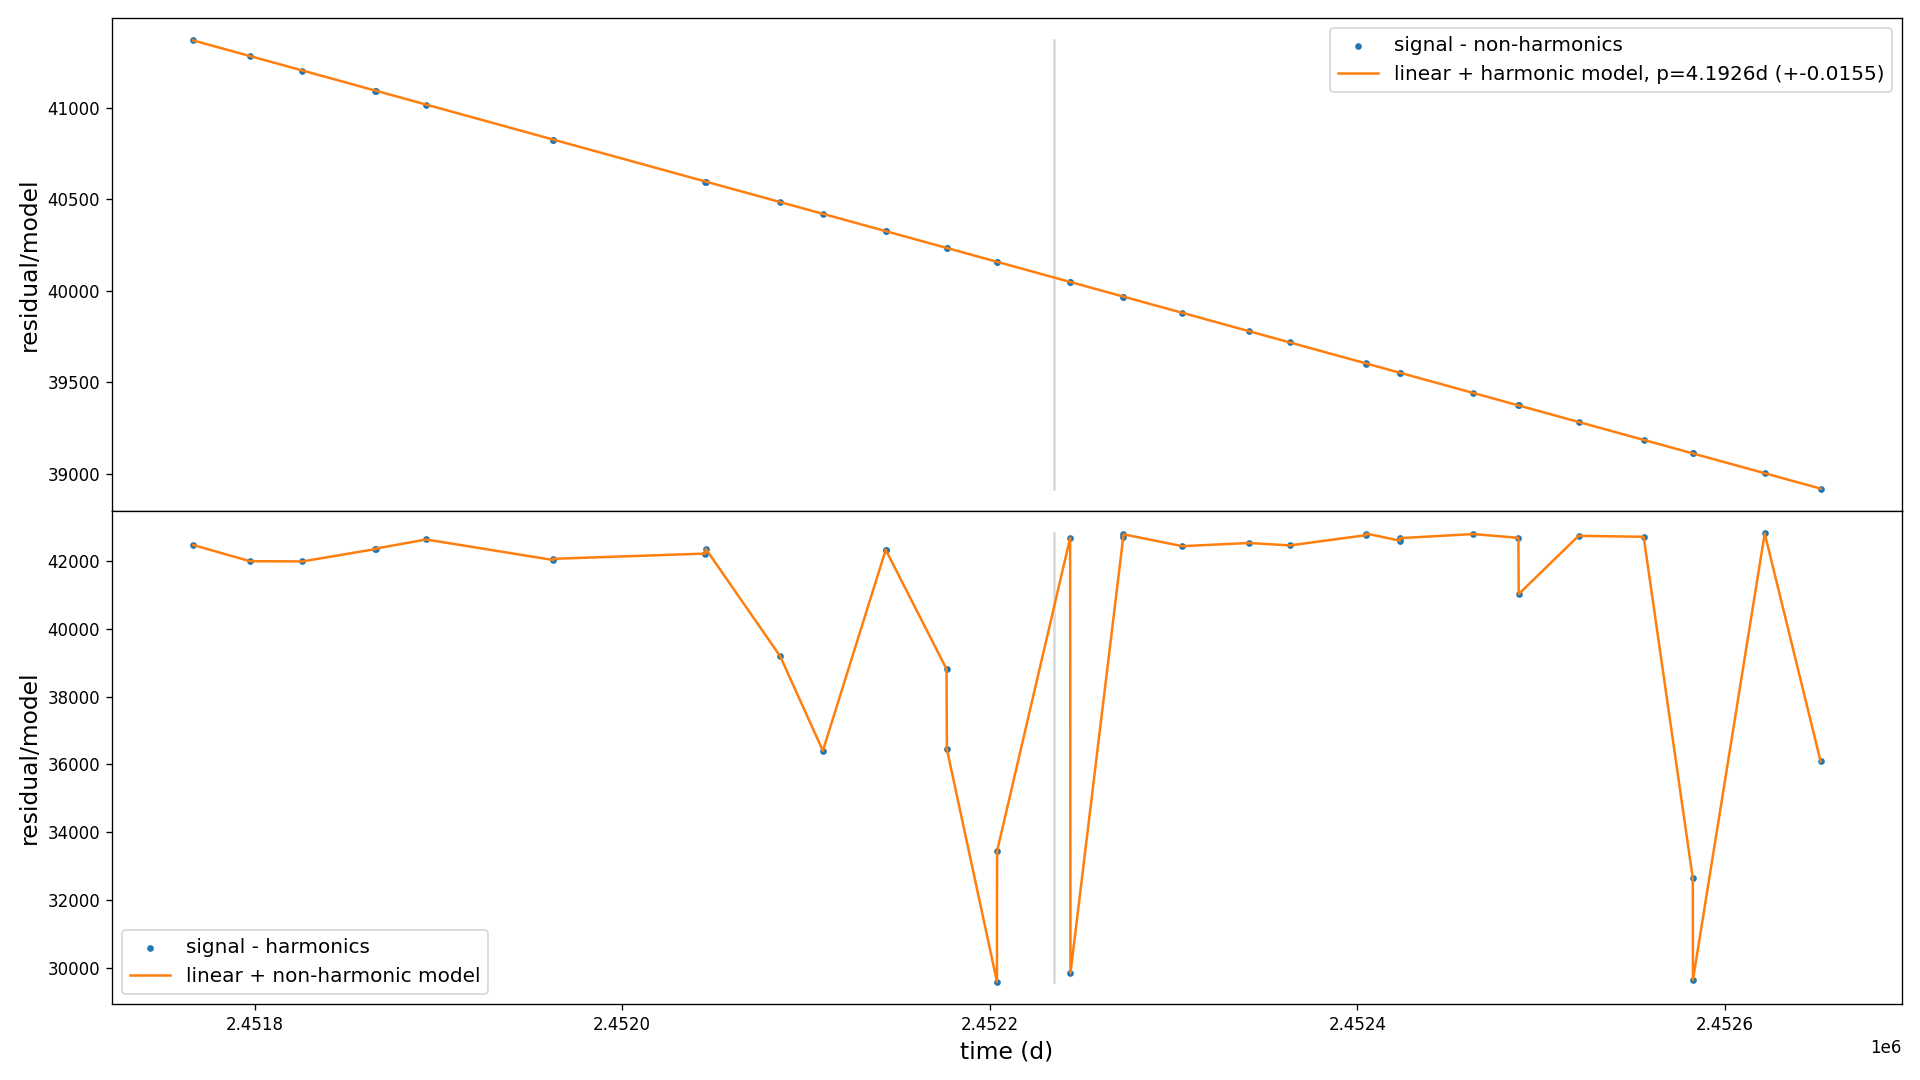 signal - non-harmonics
linear + harmonic model, p=4.1926d (+-0.0155)
residual/model
41000
40500
40000
39500
39000
residual/model
42000
40000
38000
36000
34000
32000
30000
signal - harmonics
linear + non-harmonic model
2.4518
2.4520
2.4522
2.4524
2.4526
time (d)
1e6